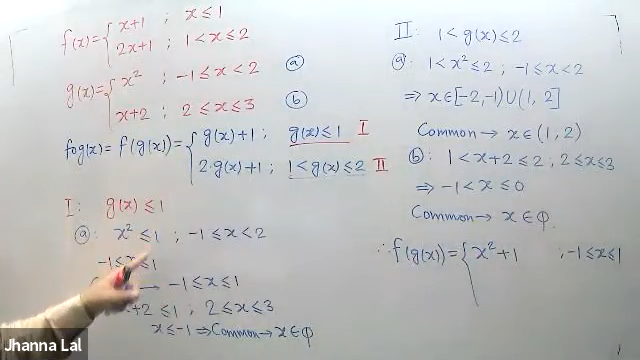 f(x) = { x+1 ; x ≤ 1
2x+1 ; 1 < x ≤ 2
g(x) = { x² ; -1 ≤ x < 2 ⓐ
x+2 ; 2 ≤ x ≤ 3 ⓑ
fog(x) = f(g(x)) = { g(x)+1 ; g(x) ≤ 1 I
2·g(x)+1 ; 1 < g(x) ≤ 2 II
I: g(x) ≤ 1
ⓐ: x² ≤ 1 ; -1 ≤ x < 2
-1 ≤ x ≤ 1
→ -1 ≤ x ≤ 1
+2 ≤ 1 ; 2 ≤ x ≤ 3
x ≤ -1 ⇒ Common → x ∈ ϕ
II: 1 < g(x) ≤ 2
ⓐ: 1 < x² ≤ 2 ; -1 ≤ x < 2
⇒ x ∈ [-2, -1) ∪ (1, 2]
Common → x ∈ (1, 2)
ⓑ: 1 < x+2 ≤ 2 ; 2 ≤ x ≤ 3
⇒ -1 < x ≤ 0
Common → x ∈ ϕ
∴ f(g(x)) = { x²+1 ; -1 ≤ x ≤ 1
Jhanna Lal